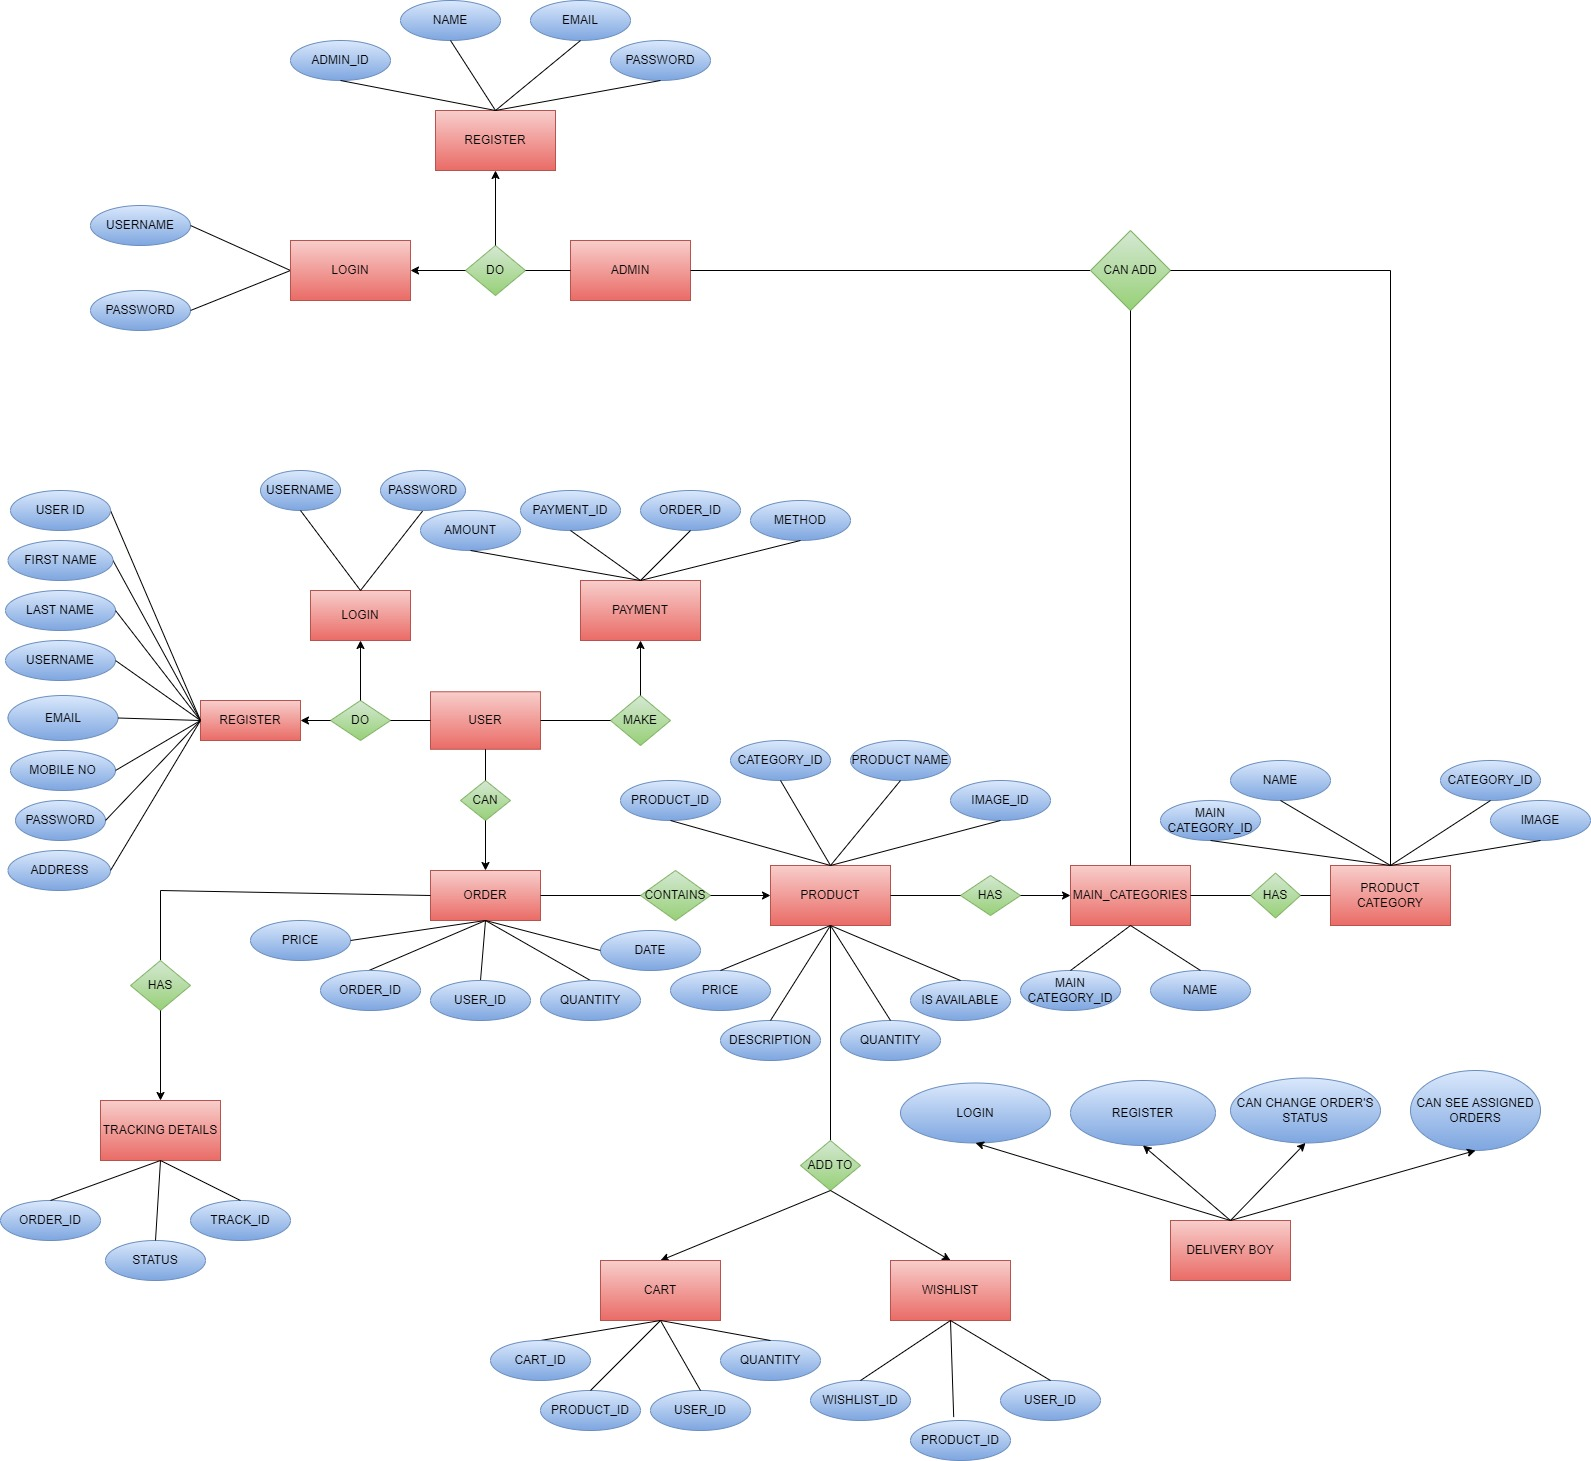 NAME
EMAIL
ADMIN_ID
PASSWORD
REGISTER
USERNAME
LOGIN
DO
ADMIN
CAN ADD
PASSWORD
USERNAME
PASSWORD
USER ID
PAYMENT_ID
ORDER_ID
METHOD
AMOUNT
FIRST NAME
LAST NAME
LOGIN
PAYMENT
USERNAME
EMAIL
REGISTER
DO
USER
MAKE
MOBILE NO
CATEGORY_ID
PRODUCT NAME
NAME
CATEGORY_ID
PRODUCT_ID
IMAGE_ID
CAN
PASSWORD
MAIN
CATEGORY_ID
IMAGE
ADDRESS
ORDER
CONTAINS
PRODUCT
HAS
MAIN_CATEGORIES
HAS
PRODUCT
CATEGORY
PRICE
DATE
HAS
ORDER_ID
USER_ID
QUANTITY
PRICE
IS AVAILABLE
MAIN
CATEGORY_ID
NAME
DESCRIPTION
QUANTITY
TRACKING DETAILS
LOGIN
REGISTER
CAN CHANGE ORDER'S
STATUS
CAN SEE ASSIGNED
ORDERS
ADD TO
ORDER_ID
TRACK_ID
STATUS
DELIVERY BOY
CART
WISHLIST
CART_ID
QUANTITY
PRODUCT_ID
USER_ID
WISHLIST_ID
USER_ID
PRODUCT_ID